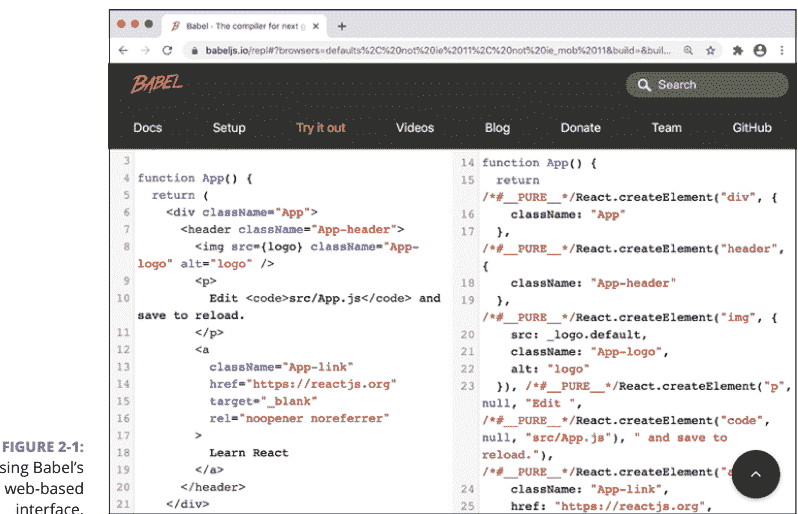 Babel · The compiler for next g
babeljs.io/repl#?browsers=defaults%2C%20not%20ie%2011%2C%20not%20ie_mob%2011&build=&buil...
BABEL
Search
Docs Setup Try it out Videos Blog Donate Team GitHub
3
4 function App() {
5 return (
6 <div className="App">
7 <header className="App-header">
8 <img src={logo} className="App-
logo" alt="logo" />
9 <p>
10 Edit <code>src/App.js</code> and
save to reload.
11 </p>
12 <a
13 className="App-link"
14 href="https://reactjs.org"
15 target="_blank"
16 rel="noopener noreferrer"
17 >
18 Learn React
19 </a>
20 </header>
21 </div>
14 function App() {
15 return
/*#__PURE__*/React.createElement("div", {
16 className: "App"
17 },
/*#__PURE__*/React.createElement("header",
{
18 className: "App-header"
19 },
/*#__PURE__*/React.createElement("img", {
20 src: _logo.default,
21 className: "App-logo",
22 alt: "logo"
23 }), /*#__PURE__*/React.createElement("p",
null, "Edit ",
/*#__PURE__*/React.createElement("code",
null, "src/App.js"), " and save to
reload."),
/*#__PURE__*/React.createElement("a
24 className: "App-link",
25 href: "https://reactjs.org",
FIGURE 2-1:
sing Babel's
web-based
interface.